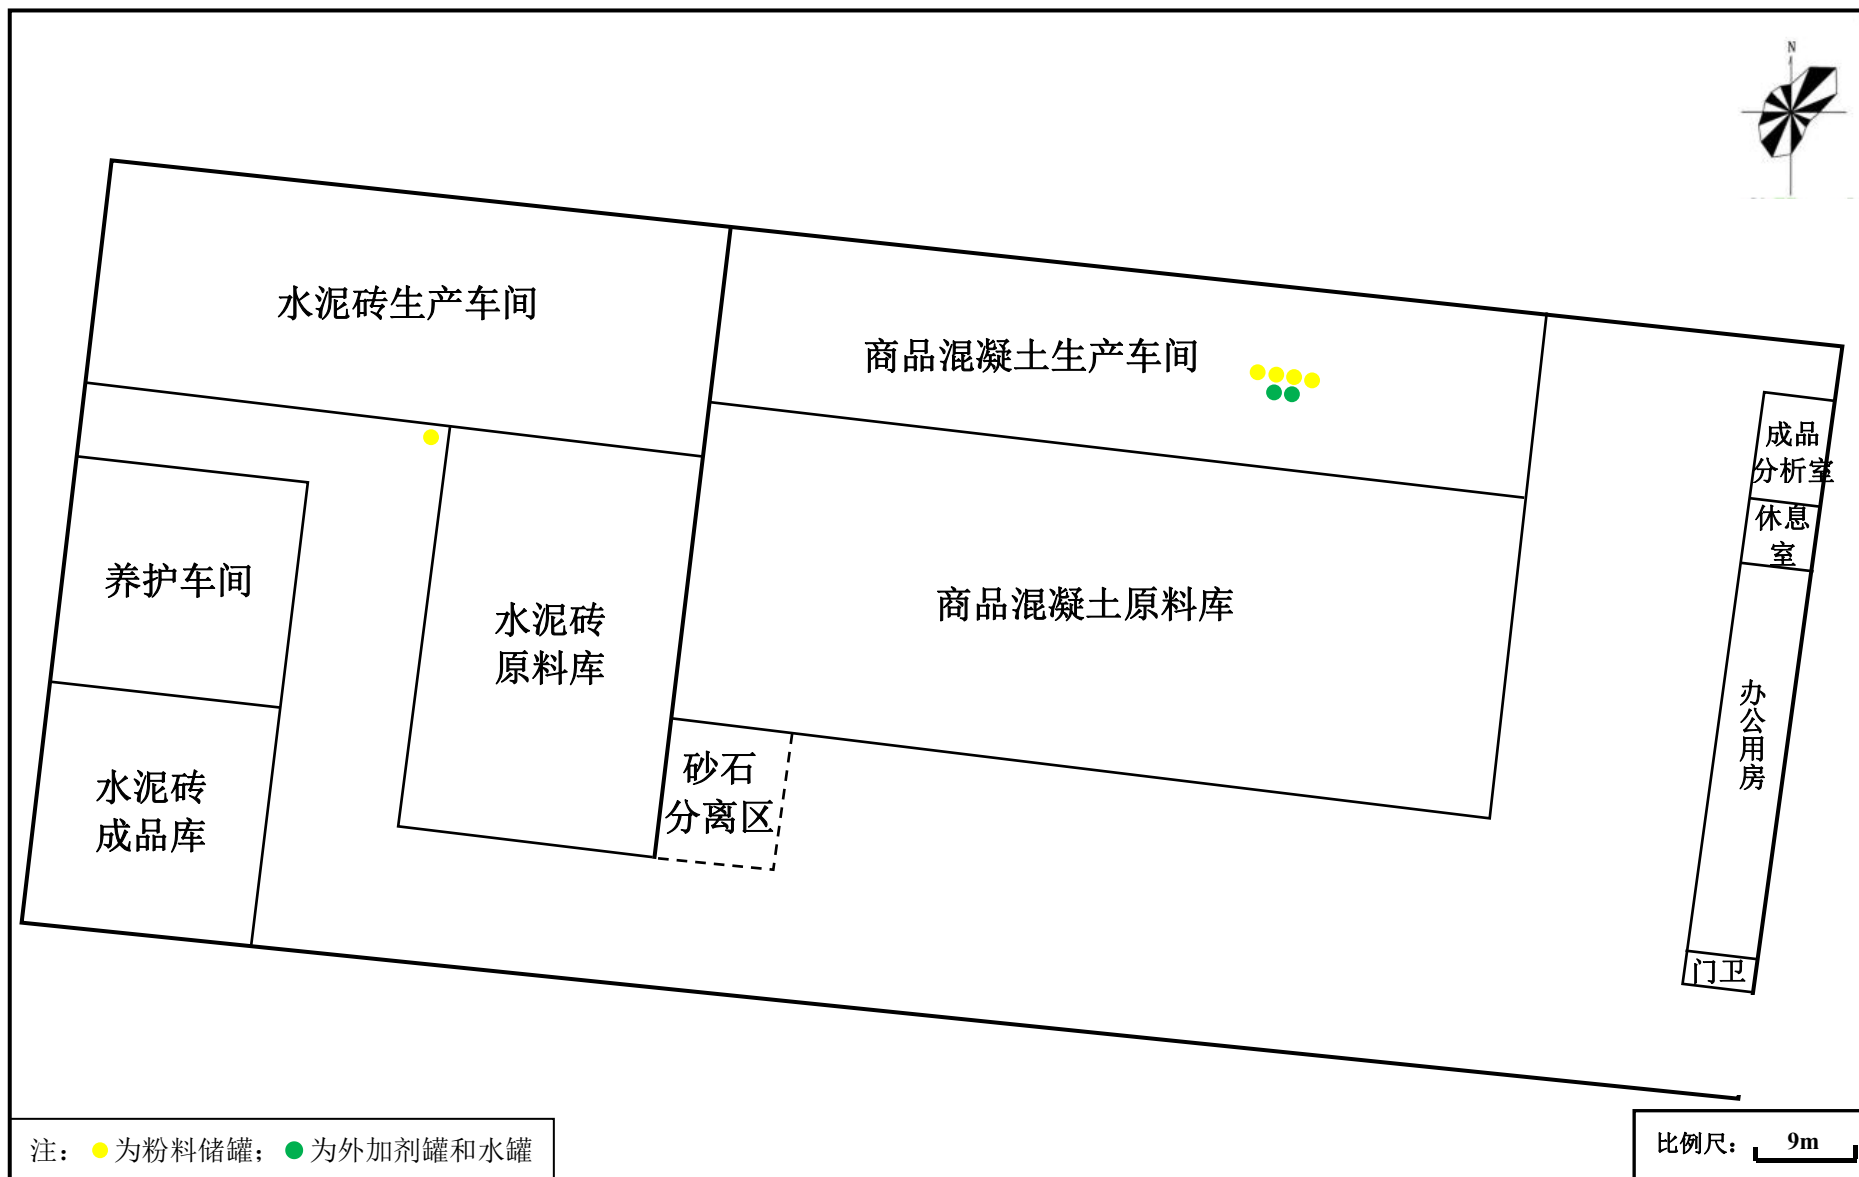 N
水泥砖生产车间
商品混凝土生产车间
成品
分析室
休息
室
养护车间
水泥砖
原料库
商品混凝土原料库
办公用房
砂石
分离区
水泥砖
成品库
门卫
注：为粉料储罐；为外加剂罐和水罐
比例尺： 9m